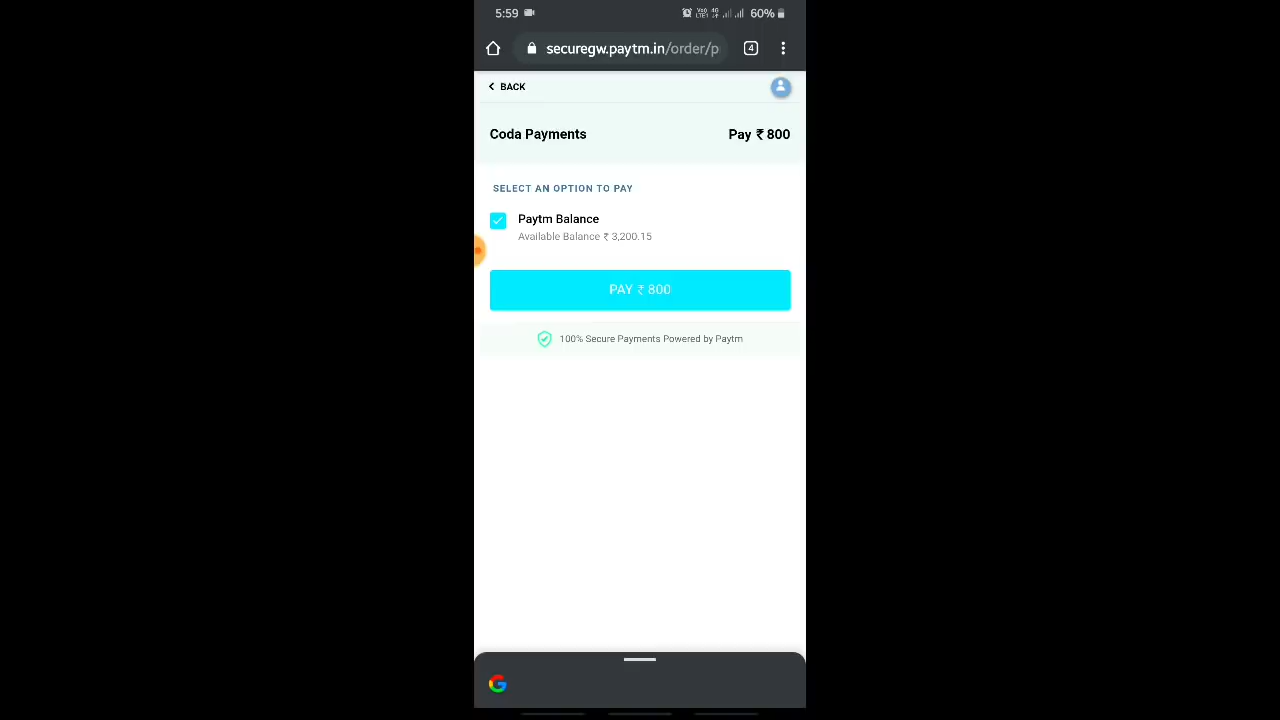 5:59 60%
securegw.paytm.in/order/p 4
BACK
Coda Payments Pay ₹ 800
SELECT AN OPTION TO PAY
Paytm Balance
Available Balance ₹ 3,200.15
PAY ₹ 800
100% Secure Payments Powered by Paytm